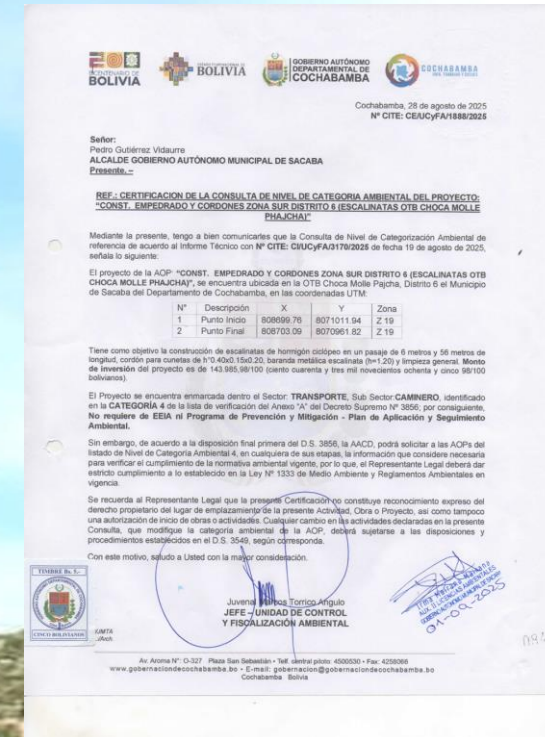 BICENTENARIO DE
BOLIVIA
BOLIVIA
GOBIERNO AUTÓNOMO
DEPARTAMENTAL DE
COCHABAMBA
COCHABAMBA
Cochabamba, 28 de agosto de 2025
N° CITE: CE/UCyFA/1888/2025
Señor:
Pedro Gutiérrez Vidaurre
ALCALDE GOBIERNO AUTÓNOMO MUNICIPAL DE SACABA
Presente. –
REF.: CERTIFICACION DE LA CONSULTA DE NIVEL DE CATEGORIA AMBIENTAL DEL PROYECTO:
"CONST. EMPEDRADO Y CORDONES ZONA SUR DISTRITO 6 (ESCALINATAS OTB CHOCA MOLLE
PHAJCHA)"
Mediante la presente, tengo a bien comunicarles que la Consulta de Nivel de Categorización Ambiental de
referencia de acuerdo al Informe Técnico con N° CITE: CI/UCyFA/3170/2025 de fecha 19 de agosto de 2025,
señala lo siguiente:
El proyecto de la AOP "CONST. EMPEDRADO Y CORDONES ZONA SUR DISTRITO 6 (ESCALINATAS OTB
CHOCA MOLLE PHAJCHA)", se encuentra ubicada en la OTB Choca Molle Pajcha, Distrito 6 el Municipio
de Sacaba del Departamento de Cochabamba, en las coordenadas UTM:
N° Descripción X Y Zona
1 Punto Inicio 808699.76 8071011.94 Z 19
2 Punto Final 808703.09 8070961.82 Z 19
Tiene como objetivo la construcción de escalinatas de hormigón ciclópeo en un pasaje de 6 metros y 56 metros de
longitud, cordón para cunetas de h°0.40x0.15x0.20, baranda metálica escalinata (h=1.20) y limpieza general. Monto
de inversión del proyecto es de 143.985,98/100 (ciento cuarenta y tres mil novecientos ochenta y cinco 98/100
bolivianos).
El Proyecto se encuentra enmarcada dentro el Sector: TRANSPORTE, Sub Sector:CAMINERO, identificado
en la CATEGORÍA 4 de la lista de verificación del Anexo "A" del Decreto Supremo N° 3856; por consiguiente,
No requiere de EEIA ni Programa de Prevención y Mitigación - Plan de Aplicación y Seguimiento
Ambiental.
Sin embargo, de acuerdo a la disposición final primera del D.S. 3856, la AACD, podrá solicitar a las AOPs del
listado de Nivel de Categoría Ambiental 4, en cualquiera de sus etapas, la información que considere necesaria
para verificar el cumplimiento de la normativa ambiental vigente, por lo que, el Representante Legal deberá dar
estricto cumplimiento a lo establecido en la Ley N° 1333 de Medio Ambiente y Reglamentos Ambientales en
vigencia.
Se recuerda al Representante Legal que la presente Certificación no constituye reconocimiento expreso del
derecho propietario del lugar de emplazamiento de la presente Actividad, Obra o Proyecto, así como tampoco
una autorización de inicio de obras o actividades. Cualquier cambio en las actividades declaradas en la presente
Consulta, que modifique la categoría ambiental de la AOP, deberá sujetarse a las disposiciones y
procedimientos establecidos en el D.S. 3549, según corresponda.
Con este motivo, saludo a Usted con la mayor consideración.
TIMBRE Bs. 5.-
CINCO BOLIVIANOS
Juvenal Marcos Torrico Angulo
JEFE – UNIDAD DE CONTROL
Y FISCALIZACIÓN AMBIENTAL
01-09-2025
Av. Aroma N°: O-327 Plaza San Sebastián • Telf. central piloto: 4500530 • Fax: 4258066
www.gobernaciondecochabamba.bo • E-mail: gobernacion@gobernaciondecochabamba.bo
Cochabamba Bolivia